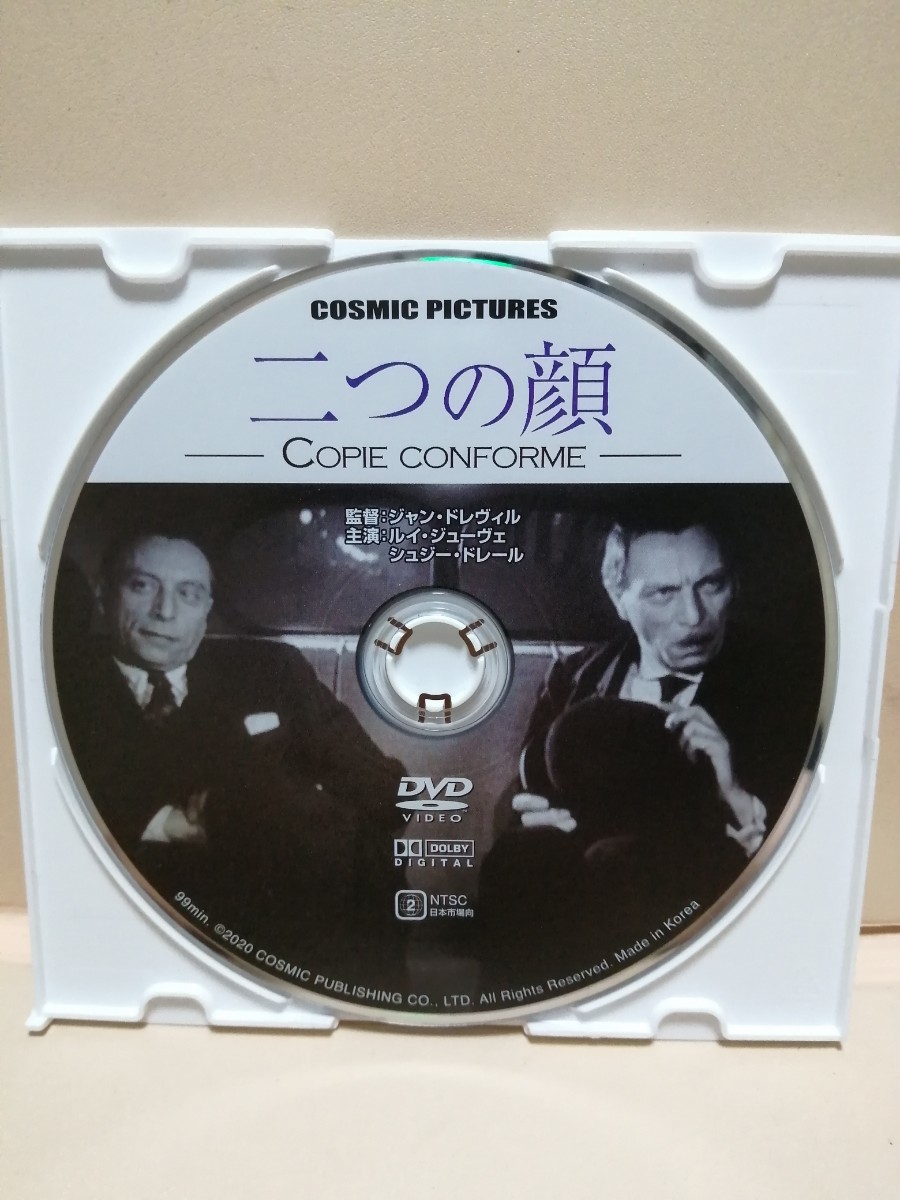 COSMIC PICTURES
二つの顔
COPIE CONFORME
監督:ジャン・ドレヴィル
主演:ルイ・ジューヴェ
シュジー・ドレール
DVD
VIDEO
DOLBY
DIGITAL
2 NTSC
日本市場向
99min. ©2020 COSMIC PUBLISHING CO., LTD. All Rights Reserved. Made in Korea